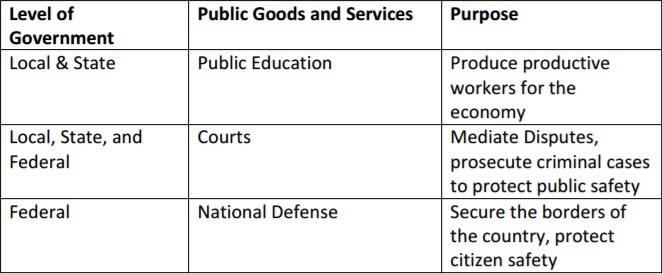 Level of Government
Public Goods and Services
Purpose
Local & State
Public Education
Produce productive
workers for the
economy
Local, State, and
Federal
Courts
Mediate Disputes,
prosecute criminal cases
to protect public safety
Federal
National Defense
Secure the borders of
the country, protect
citizen safety